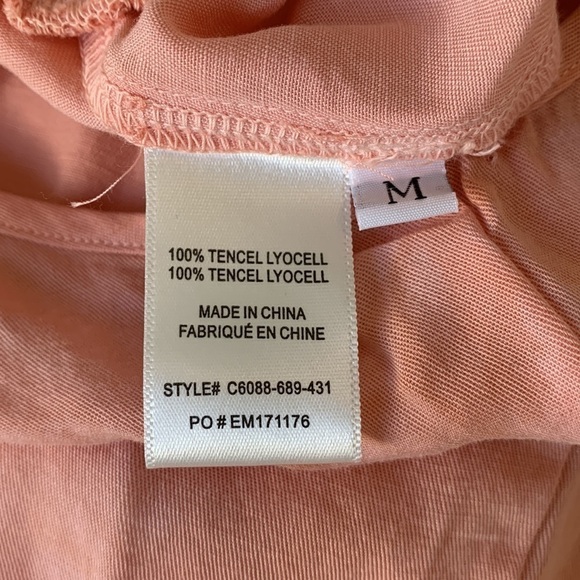 M
100% TENCEL LYOCELL
100% TENCEL LYOCELL
MADE IN CHINA
FABRIQUÉ EN CHINE
STYLE# C6088-689-431
PO # EM171176